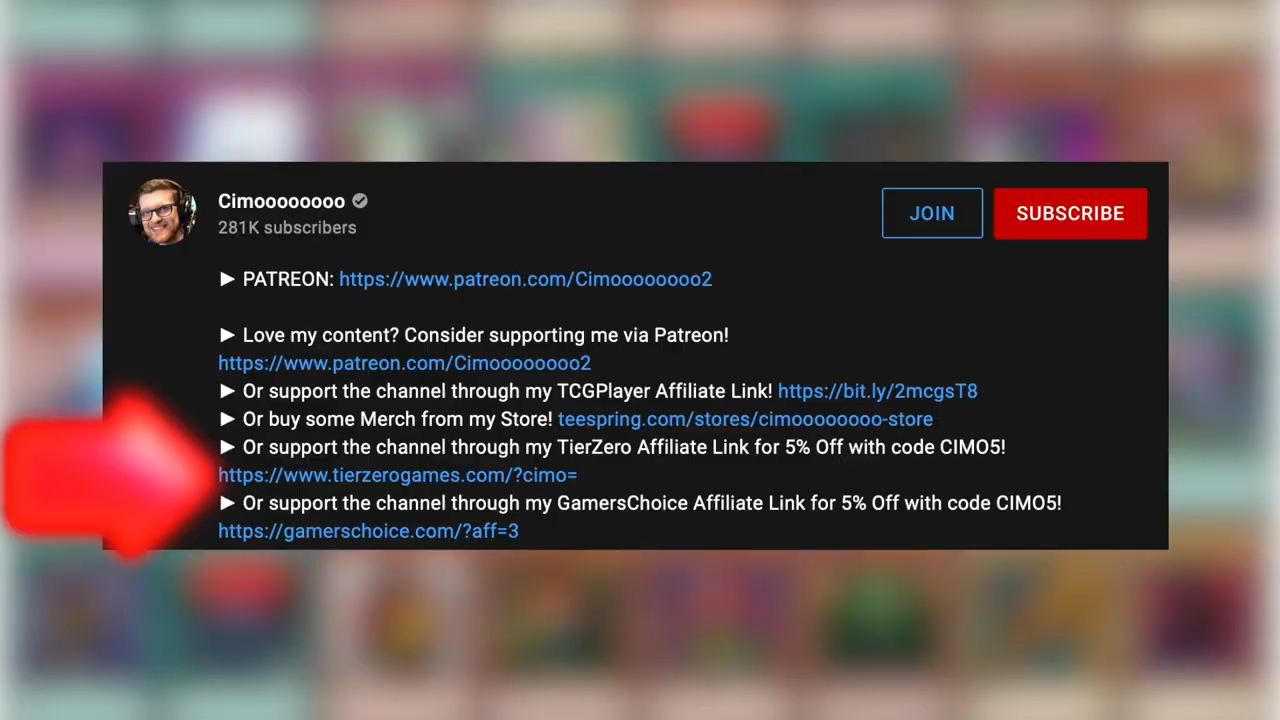 Cimoooooooo
281K subscribers
JOIN
SUBSCRIBE
► PATREON: https://www.patreon.com/Cimoooooooo2
► Love my content? Consider supporting me via Patreon!
https://www.patreon.com/Cimoooooooo2
► Or support the channel through my TCGPlayer Affiliate Link! https://bit.ly/2mcgsT8
► Or buy some Merch from my Store! teespring.com/stores/cimoooooooo-store
► Or support the channel through my TierZero Affiliate Link for 5% Off with code CIMO5!
https://www.tierzerogames.com/?cimo=
► Or support the channel through my GamersChoice Affiliate Link for 5% Off with code CIMO5!
https://gamerschoice.com/?aff=3